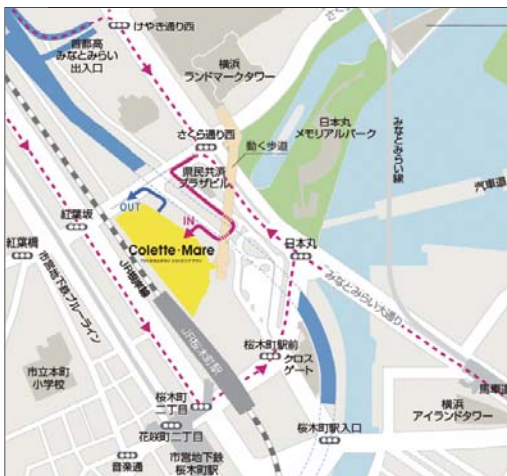 けやき通り西
首都高
みなとみらい
出入口
横浜
ランドマークタワー
さくら通り西
動く歩道
日本丸
メモリアルパーク
みなとみらい線
汽車道
県民共済
プラザビル
OUT
IN
紅葉坂
紅葉橋
Colette・Mare
日本丸
みなとみらい大通り
市営地下鉄ブルーライン
JR桜木町駅
桜木町駅前
クロス
ゲート
馬車道
市立本町
小学校
桜木町
二丁目
花咲町二丁目
音楽通
市営地下鉄
桜木町駅
桜木町駅入口
横浜
アイランドタワー